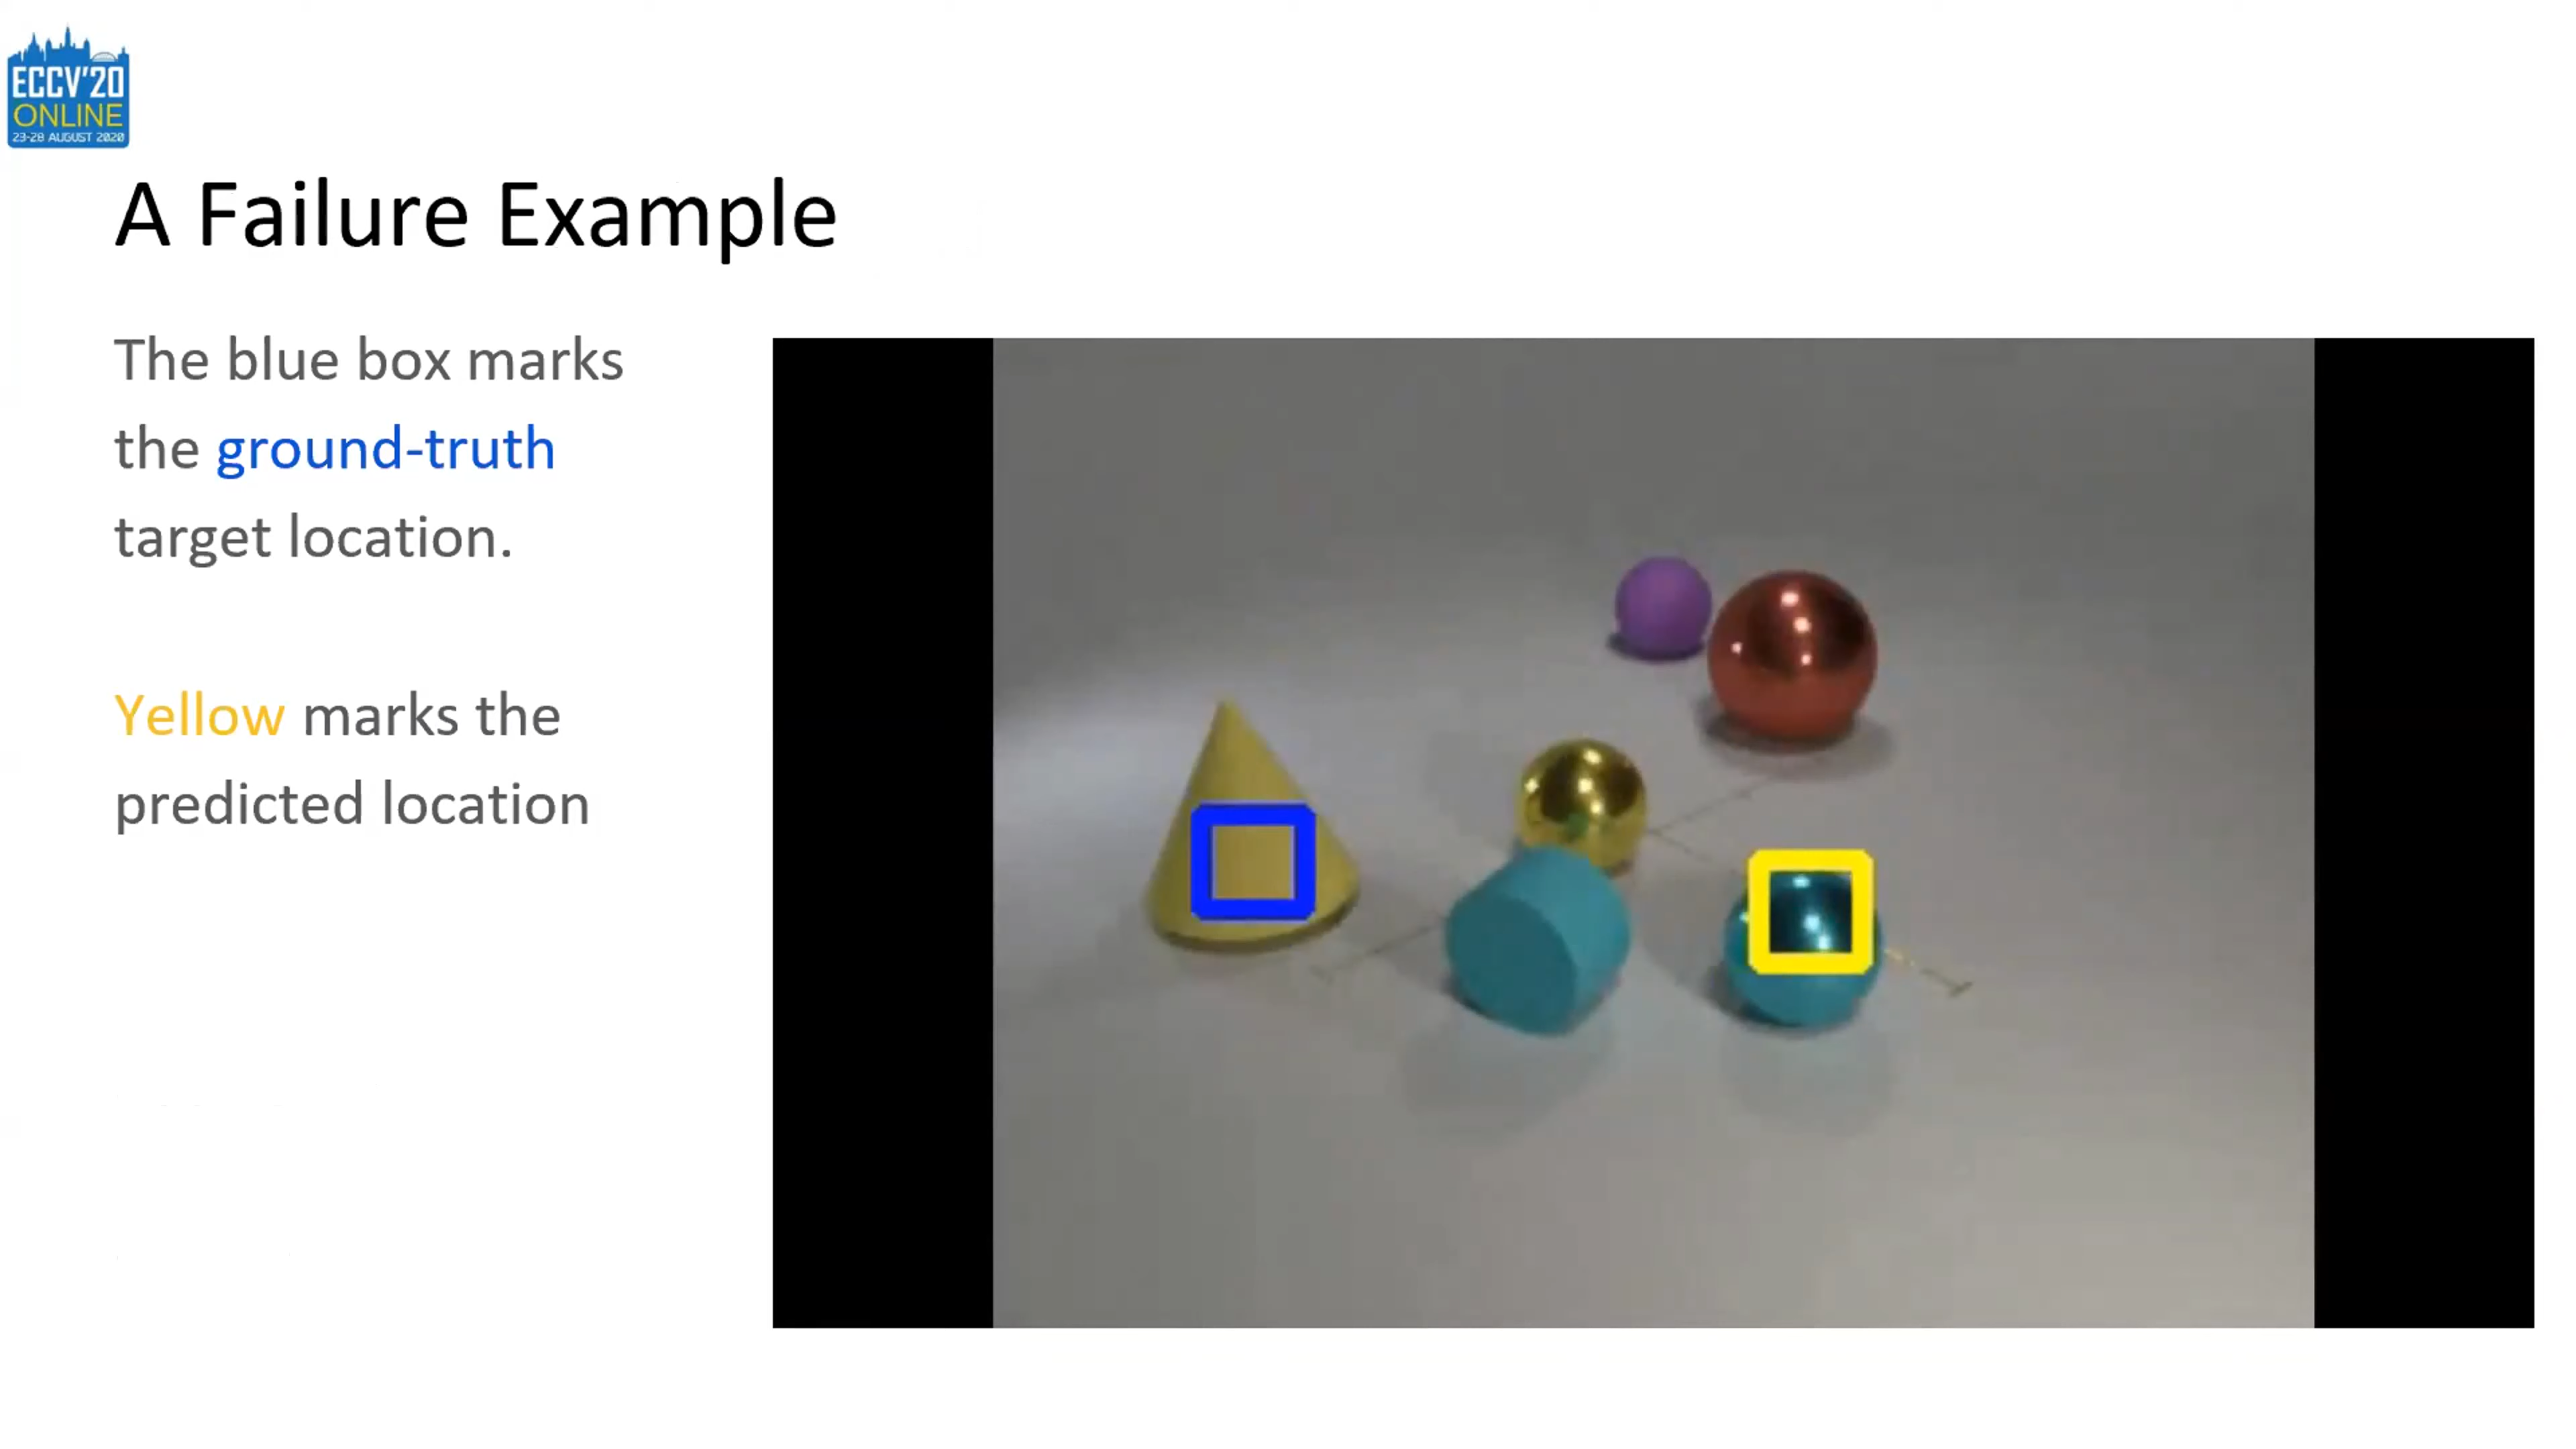 ECCV'20
ONLINE
23-28 AUGUST 2020
A Failure Example
The blue box marks
the ground-truth
target location.
Yellow marks the
predicted location